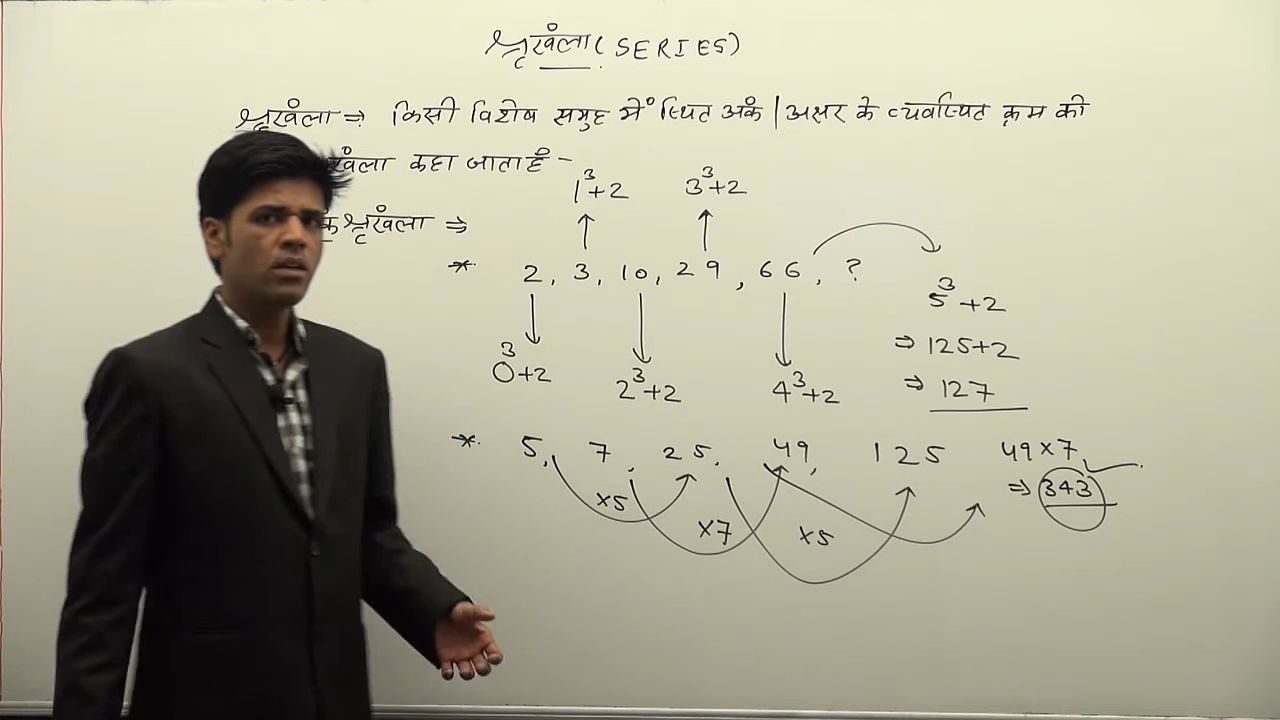 श्रृखंला (SERIES)
श्रृखंला ⇒ किसी विशेष समुह में स्थित अंक | अक्षर के व्यवस्थित क्रम को
खंला कहा जाता है -
1³+2 3³+2
श्रृखंला ⇒
* 2, 3, 10, 29, 66, ?
5³+2
⇒ 125+2
0³+2 2³+2 4³+2 ⇒ 127
* 5, 7, 25, 49, 125 49×7
×5 ×7 ×5 ⇒ 343